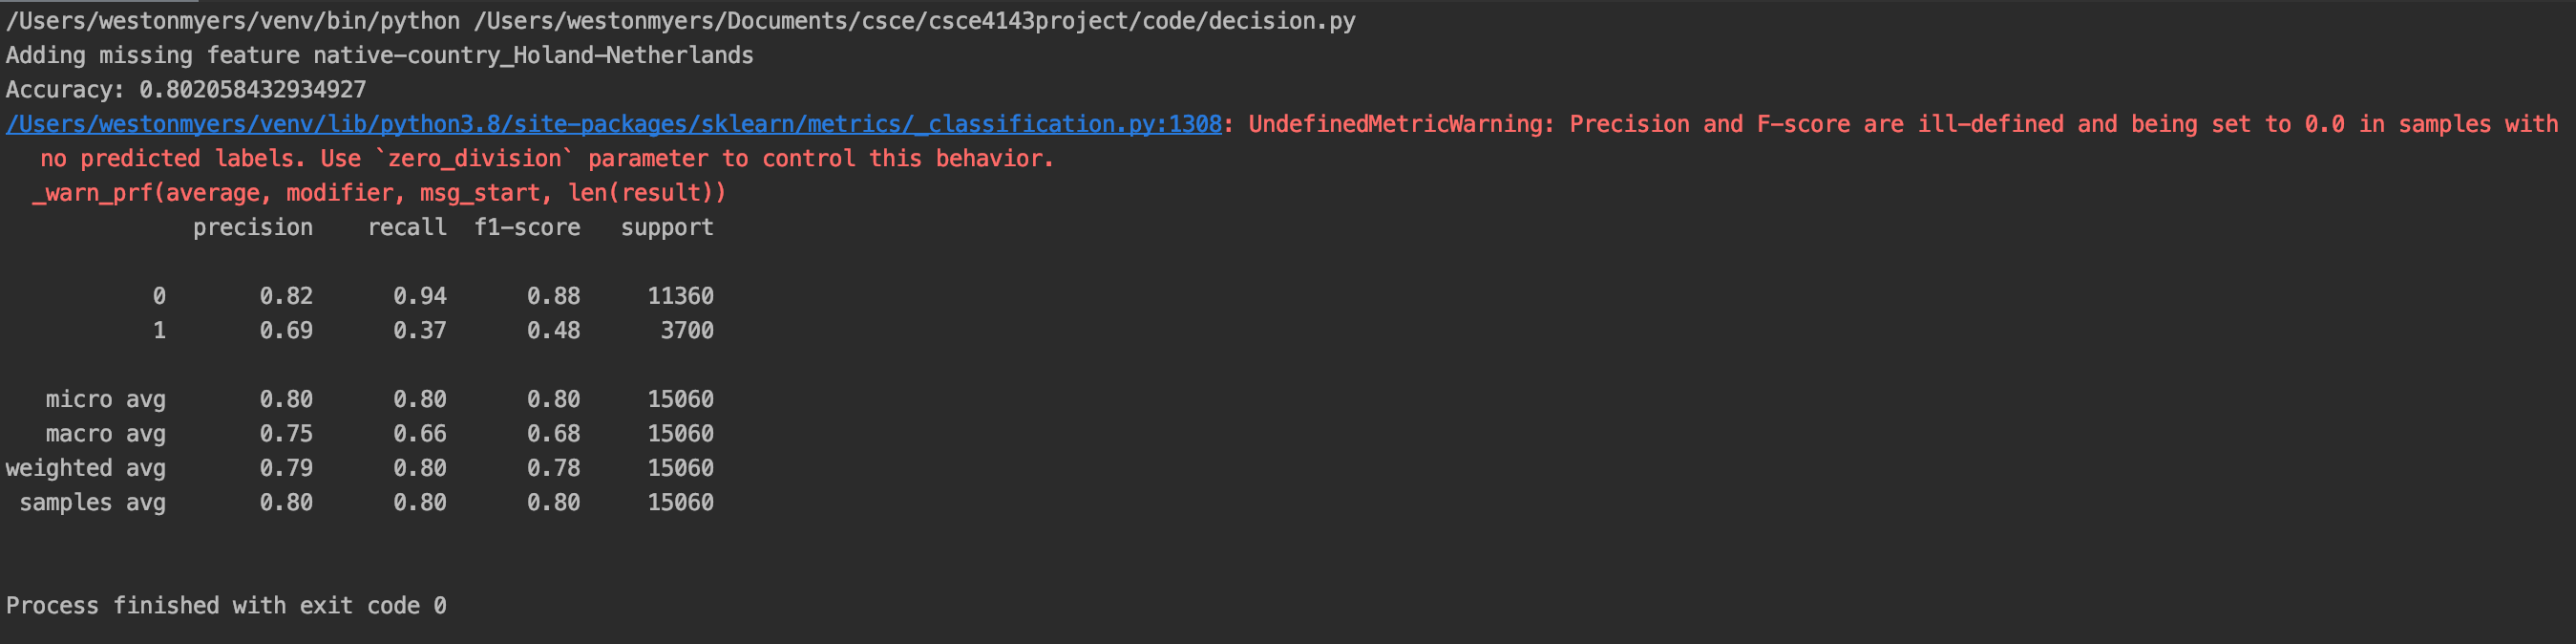 /Users/westonmyers/venv/bin/python /Users/westonmyers/Documents/csce/csce4143project/code/decision.py
Adding missing feature native-country_Holand-Netherlands
Accuracy: 0.802058432934927
/Users/westonmyers/venv/lib/python3.8/site-packages/sklearn/metrics/_classification.py:1308: UndefinedMetricWarning: Precision and F-score are ill-defined and being set to 0.0 in samples with
no predicted labels. Use `zero_division` parameter to control this behavior.
_warn_prf(average, modifier, msg_start, len(result))
precision recall f1-score support
0 0.82 0.94 0.88 11360
1 0.69 0.37 0.48 3700
micro avg 0.80 0.80 0.80 15060
macro avg 0.75 0.66 0.68 15060
weighted avg 0.79 0.80 0.78 15060
samples avg 0.80 0.80 0.80 15060
Process finished with exit code 0